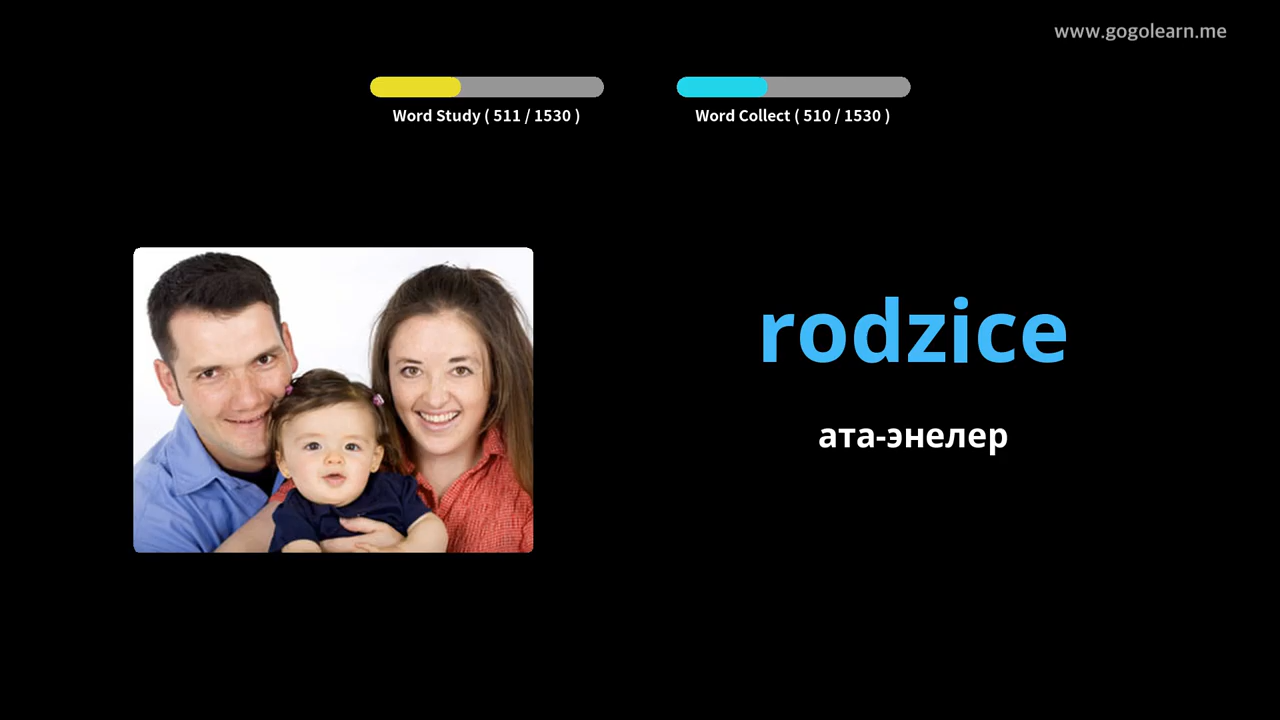 www.gogolearn.me
Word Study ( 511 / 1530 )
Word Collect ( 510 / 1530 )
rodzice
ата-энелер